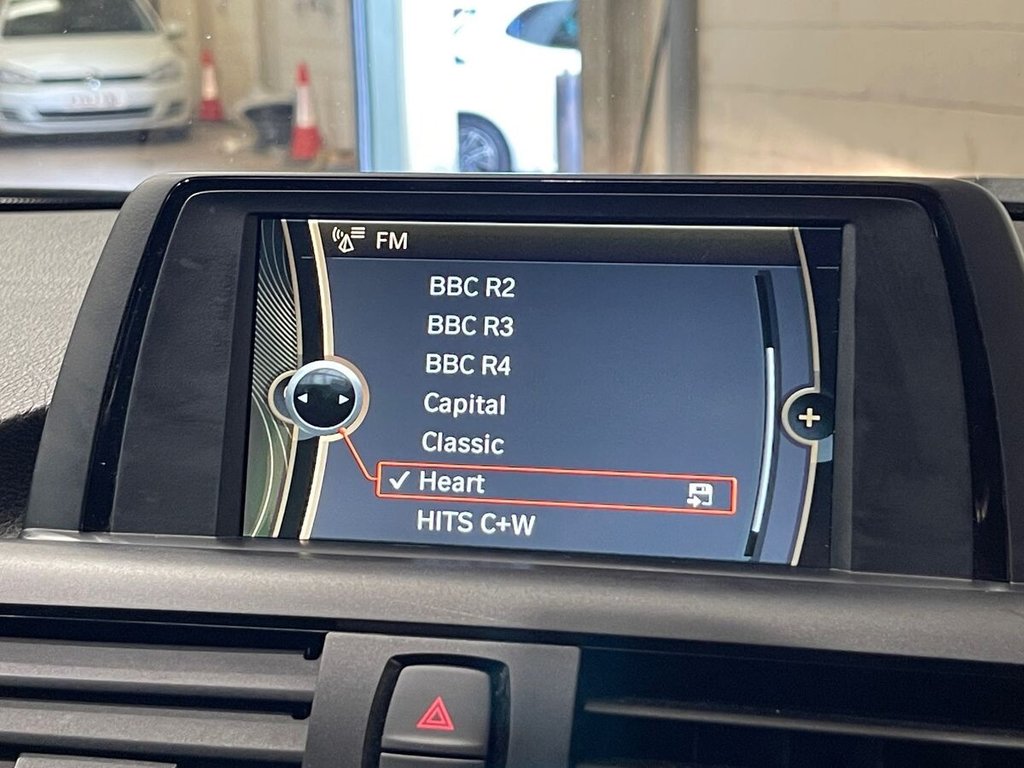 FM
BBC R2
BBC R3
BBC R4
Capital
Classic
✓ Heart
HITS C+W